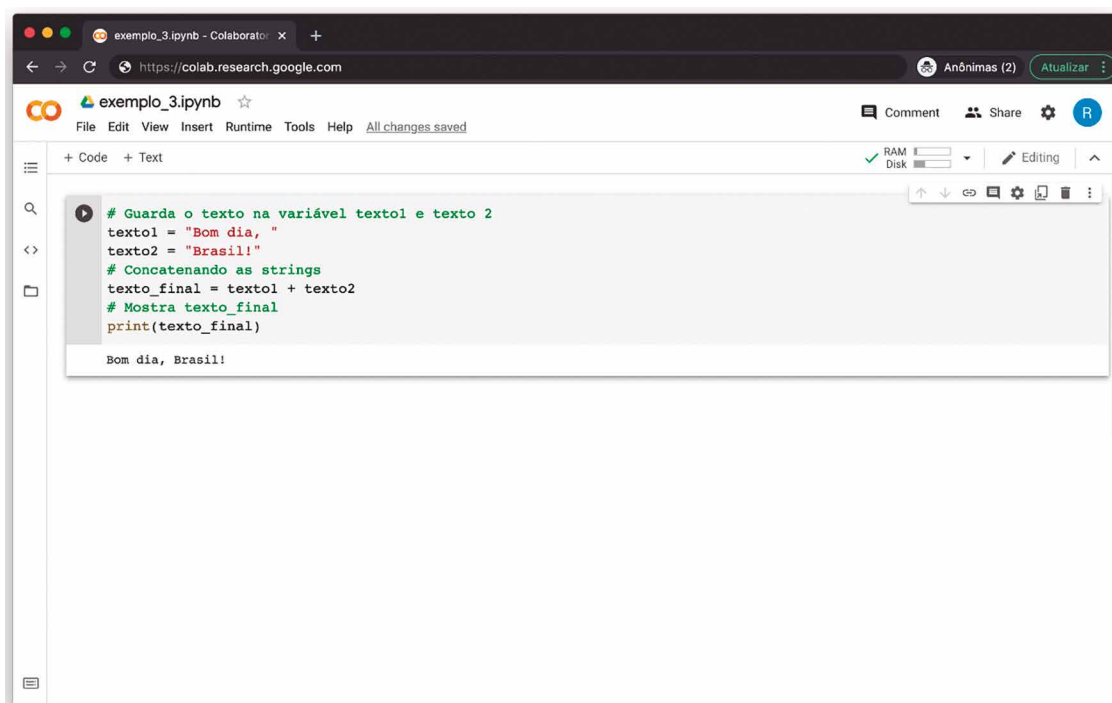 exemplo_3.ipynb - Colaborator
https://colab.research.google.com
Anônimas (2)
Atualizar
exemplo_3.ipynb
File Edit View Insert Runtime Tools Help All changes saved
Comment
Share
R
+ Code + Text
RAM
Disk
Editing
# Guarda o texto na variável texto1 e texto 2
texto1 = "Bom dia, "
texto2 = "Brasil!"
# Concatenando as strings
texto_final = texto1 + texto2
# Mostra texto_final
print(texto_final)
Bom dia, Brasil!